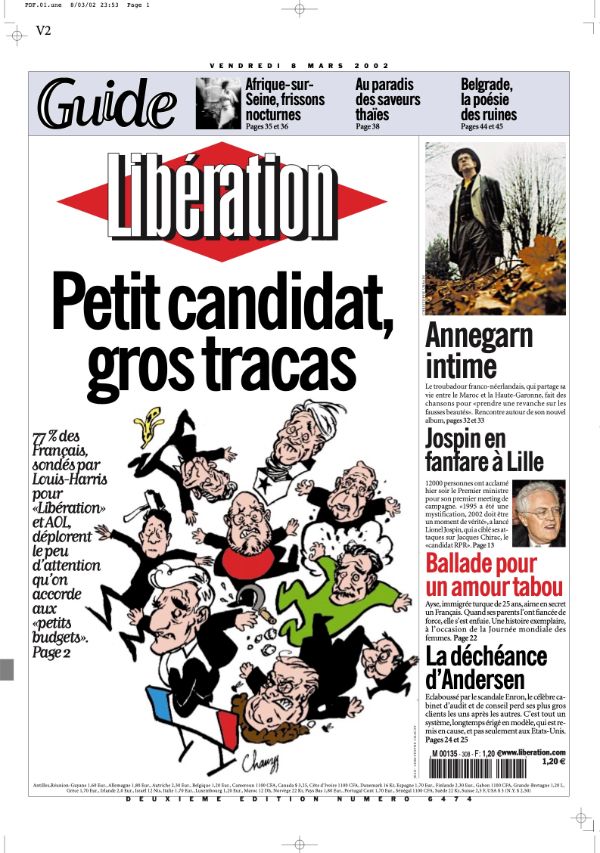 PDF.01.une 8/03/02 23:53 Page 1
V2
VENDREDI 8 MARS 2002
Guide
Afrique-sur-
Seine, frissons
nocturnes
Pages 35 et 36
Au paradis
des saveurs
thaïes
Page 38
Belgrade,
la poésie
des ruines
Pages 44 et 45
Libération
Petit candidat,
gros tracas
77 % des
Français,
sondés par
Louis-Harris
pour
«Libération»
et AOL,
déplorent
le peu
d'attention
qu'on
accorde
aux
«petits
budgets».
Page 2
Annegarn
intime
Le troubadour franco-néerlandais, qui partage sa
vie entre le Maroc et la Haute-Garonne, fait des
chansons pour «prendre une revanche sur les
fausses beautés». Rencontre autour de son nouvel
album, pages 32 et 33
Jospin en
fanfare à Lille
12000 personnes ont acclamé
hier soir le Premier ministre
pour son premier meeting de
campagne. «1995 a été une
mystification, 2002 doit être
un moment de vérité», a lancé
Lionel Jospin, qui a ciblé ses at-
taques sur Jacques Chirac, le
«candidat RPR». Page 13
Ballade pour
un amour tabou
Ayse, immigrée turque de 25 ans, aime en secret
un Français. Quand ses parents l'ont fiancée de
force, elle s'est enfuie. Une histoire exemplaire,
à l'occasion de la Journée mondiale des
femmes. Page 22
La déchéance
d'Andersen
Eclaboussé par le scandale Enron, le célèbre ca-
binet d'audit et de conseil perd ses plus gros
clients les uns après les autres. C'est tout un
système, longtemps érigé en modèle, qui est re-
mis en cause, et pas seulement aux Etats-Unis.
Pages 24 et 25
M 00135 - 308 - F: 1,20 €
www.liberation.com
1,20 €
DEUXIEME EDITION NUMERO 6474